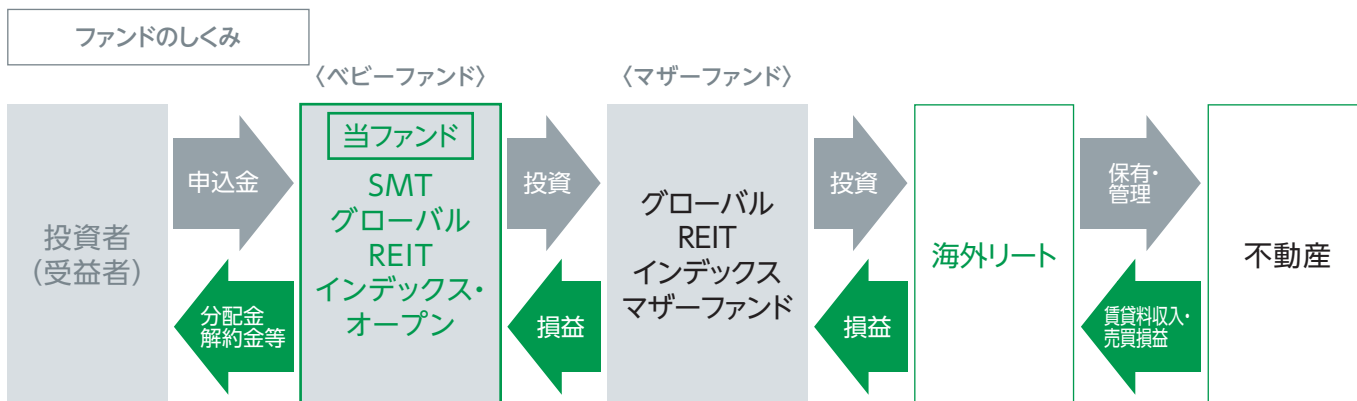 ファンドのしくみ
〈ベビーファンド〉
〈マザーファンド〉
投資者
(受益者)
申込金
分配金
解約金等
当ファンド
SMT
グローバル
REIT
インデックス・
オープン
投資
損益
グローバル
REIT
インデックス
マザーファンド
投資
損益
海外リート
保有・
管理
賃貸料収入・
売買損益
不動産